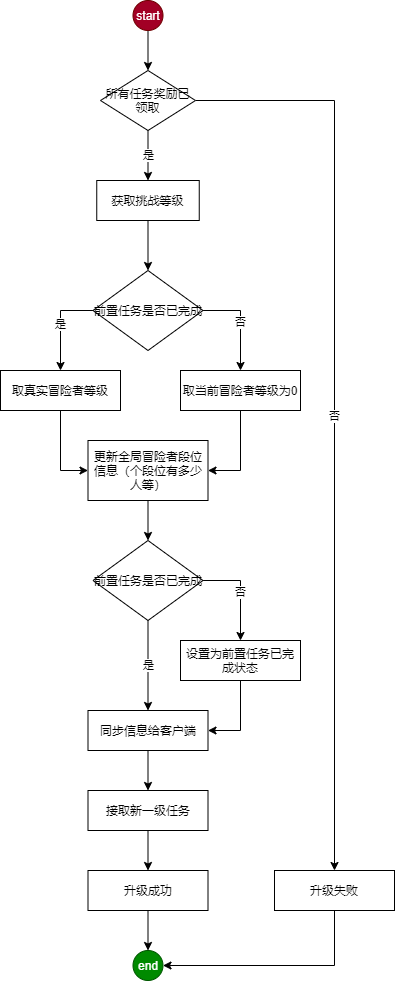 start
所有任务奖励已
领取
是
获取挑战等级
前置任务是否已完成
是
否
取真实冒险者等级
取当前冒险者等级为0
否
更新全局冒险者段位
信息（个段位有多少
人等）
前置任务是否已完成
否
设置为前置任务已完
成状态
是
同步信息给客户端
接取新一级任务
升级成功
升级失败
end